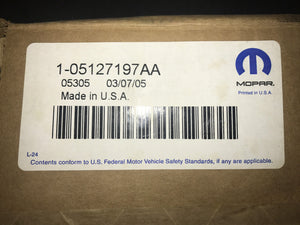 1-05127197AA
05305 03/07/05
Made in U.S.A.
MOPAR.
Printed in U.S.A.
L-24
Contents conform to U.S. Federal Motor Vehicle Safety Standards, if any are applicable.